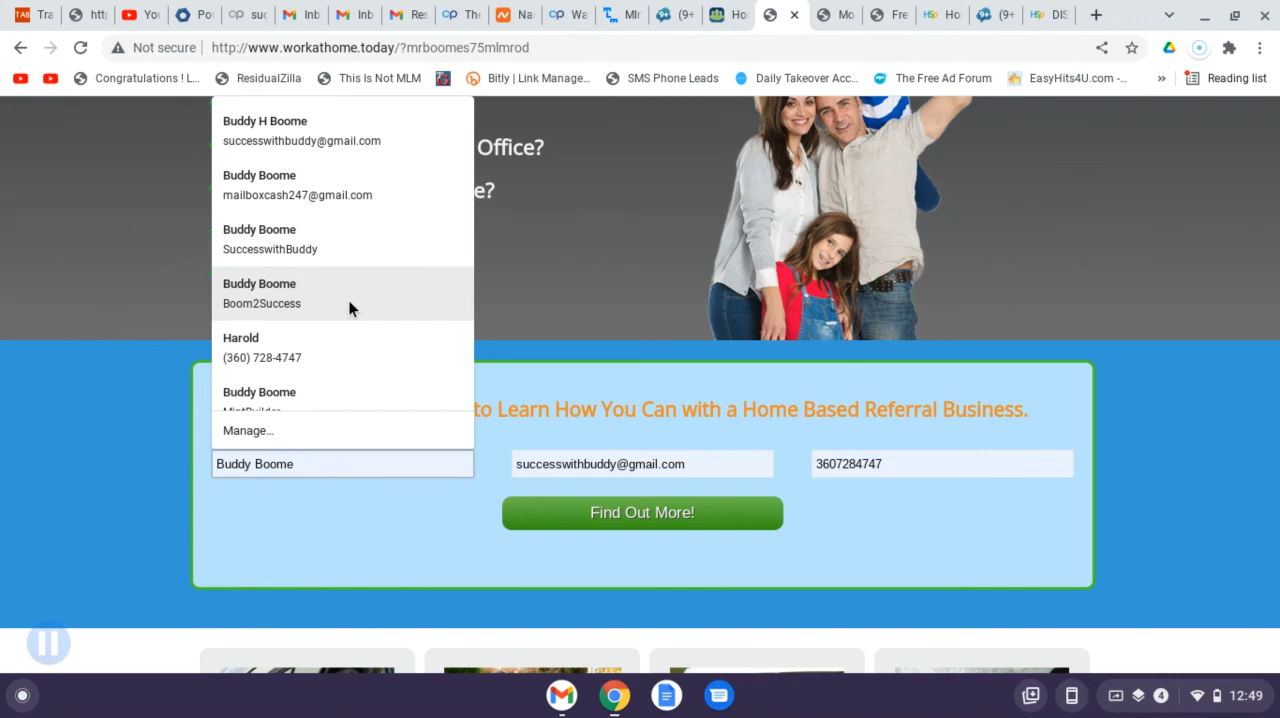 TAB Tra
htt
You
Po
suc
Inb
Inb
Res
The
Na
Wa
MIr
(9+
Ho
Mo
Fre
Ho
(9+
DIS
Not secure | http://www.workathome.today/?mrboomes75mlmrod
Congratulations ! L... ResidualZilla This Is Not MLM Bitly | Link Manage... SMS Phone Leads Daily Takeover Acc... The Free Ad Forum EasyHits4U.com -... » Reading list
Buddy H Boome
successwithbuddy@gmail.com
Office?
Buddy Boome
mailboxcash247@gmail.com
e?
Buddy Boome
SuccesswithBuddy
Buddy Boome
Boom2Success
Harold
(360) 728-4747
Buddy Boome
MintBuilder
to Learn How You Can with a Home Based Referral Business.
Manage...
Buddy Boome successwithbuddy@gmail.com 3607284747
Find Out More!
4 12:49